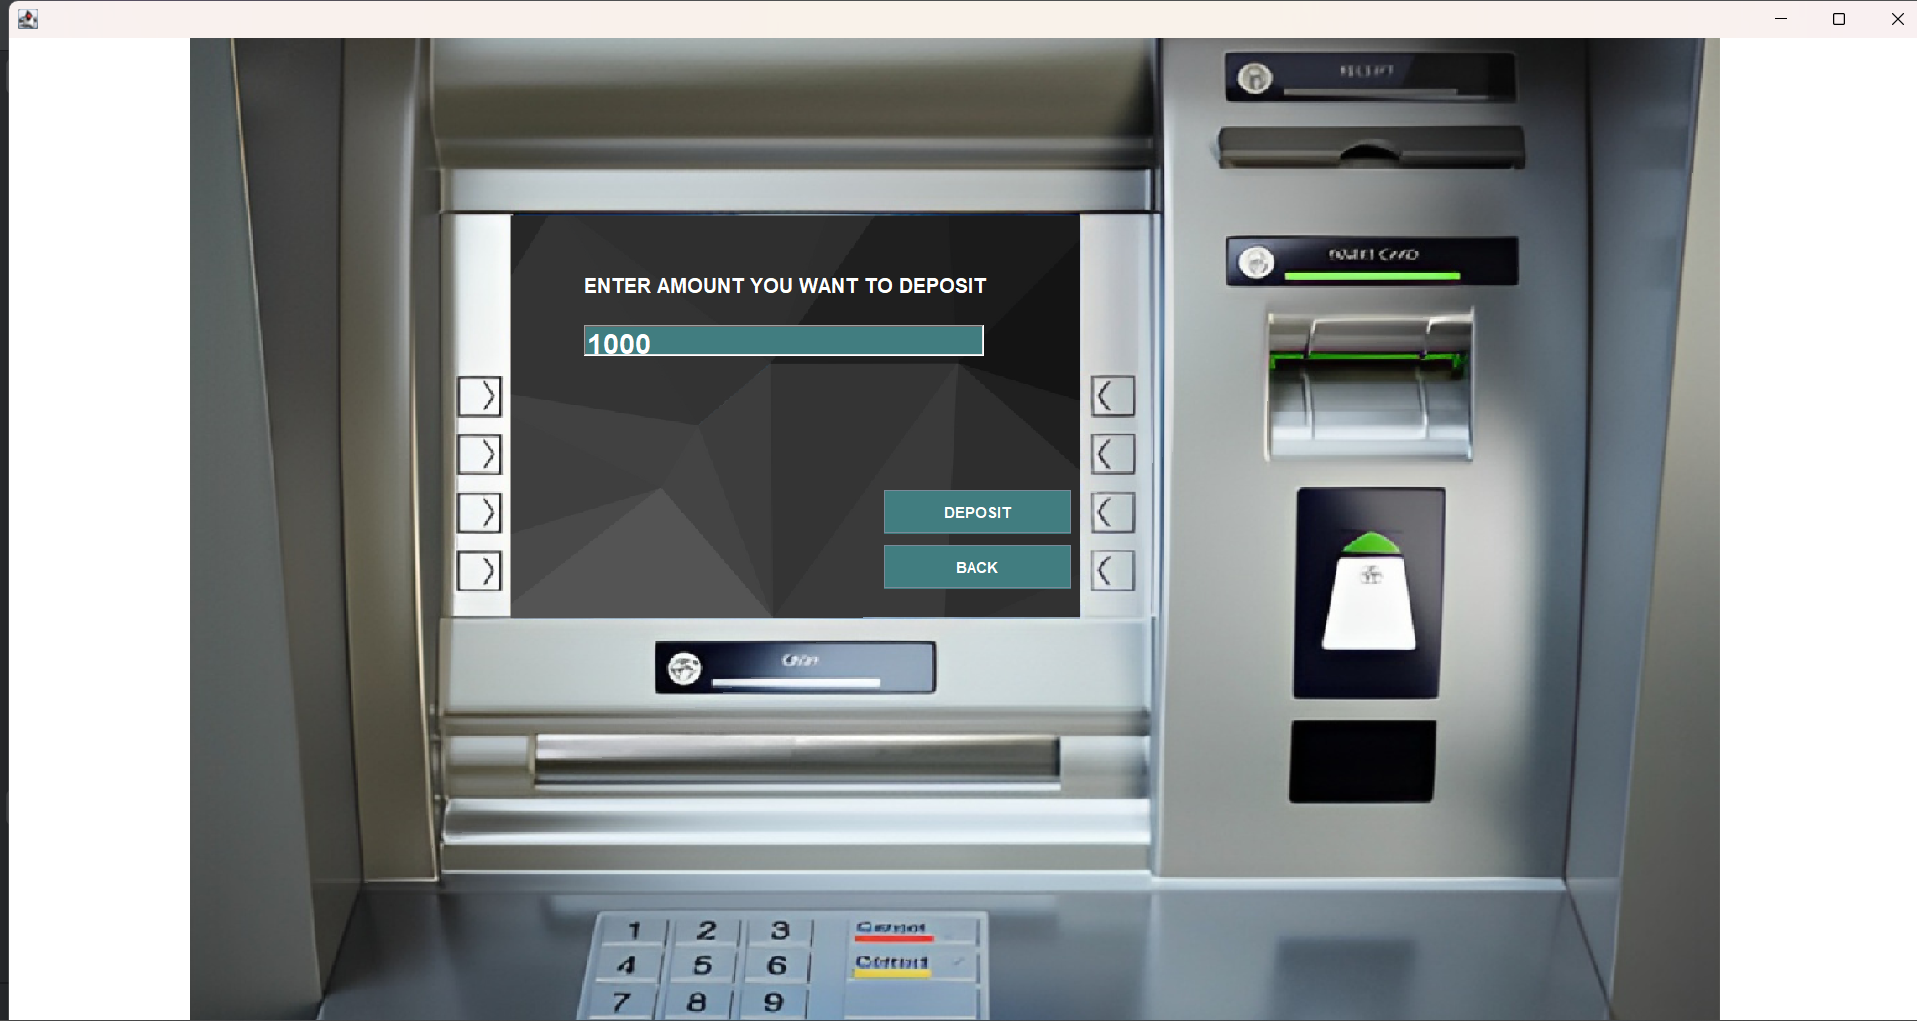 ENTER AMOUNT YOU WANT TO DEPOSIT
1000
DEPOSIT
BACK
1 2 3
4 5 6
7 8 9